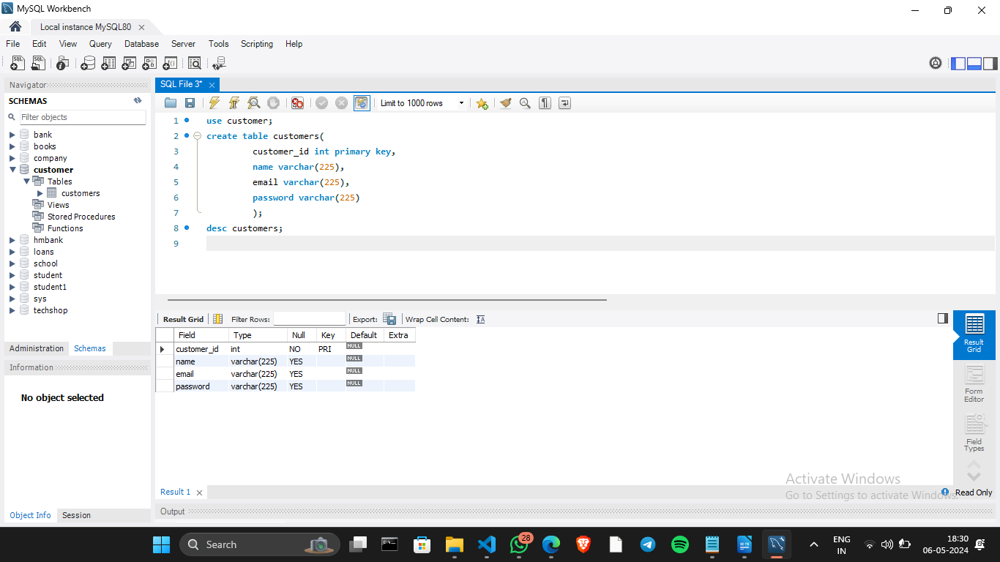 MySQL Workbench
Local instance MySQL80
File Edit View Query Database Server Tools Scripting Help
Navigator
SCHEMAS
Filter objects
bank
books
company
customer
Tables
customers
Views
Stored Procedures
Functions
hmbank
loans
school
student
student1
sys
techshop
Administration Schemas
Information
No object selected
Object Info Session
SQL File 3*
Limit to 1000 rows
1 use customer;
2 create table customers(
3 customer_id int primary key,
4 name varchar(225),
5 email varchar(225),
6 password varchar(225)
7 );
8 desc customers;
9
Result Grid Filter Rows: Export: Wrap Cell Content:
Field Type Null Key Default Extra
customer_id int NO PRI NULL
name varchar(225) YES NULL
email varchar(225) YES NULL
password varchar(225) YES NULL
Result
Grid
Form
Editor
Field
Types
Activate Windows
Go to Settings to activate Windows.
Result 1
Read Only
Output
Search
28
ENG
IN
18:30
06-05-2024